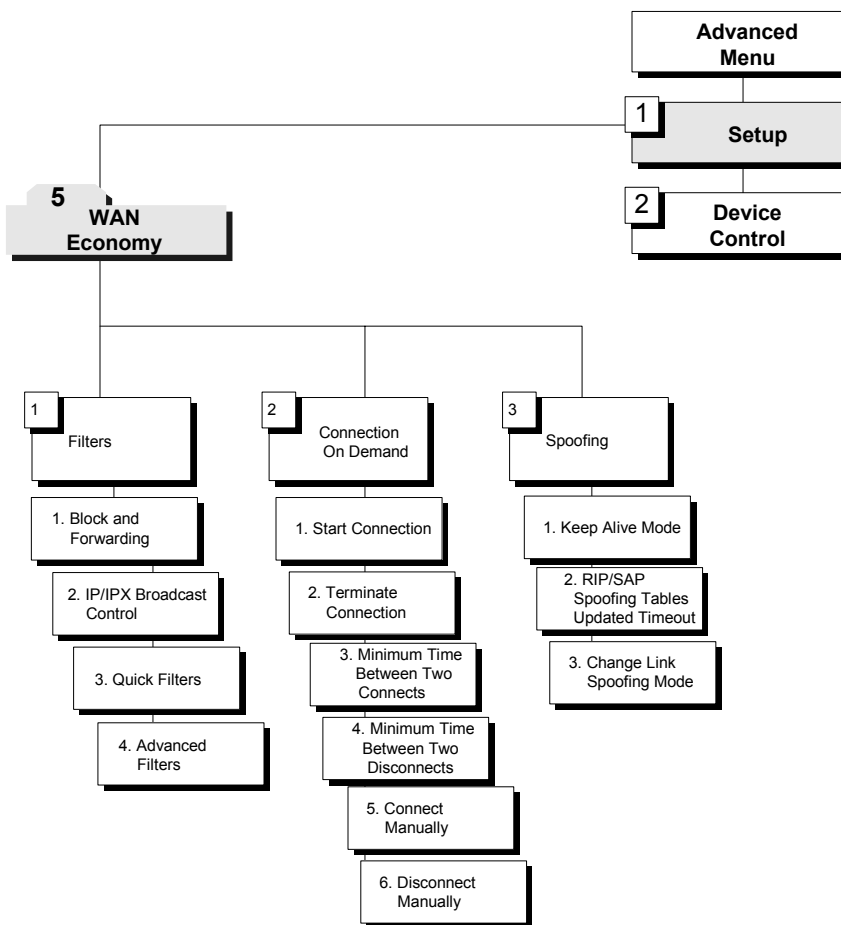 Advanced
Menu
1
Setup
2
Device
Control
5
WAN
Economy
1
Filters
1. Block and
Forwarding
2. IP/IPX Broadcast
Control
3. Quick Filters
4. Advanced
Filters
2
Connection
On Demand
1. Start Connection
2. Terminate
Connection
3. Minimum Time
Between Two
Connects
4. Minimum Time
Between Two
Disconnects
5. Connect
Manually
6. Disconnect
Manually
3
Spoofing
1. Keep Alive Mode
2. RIP/SAP
Spoofing Tables
Updated Timeout
3. Change Link
Spoofing Mode